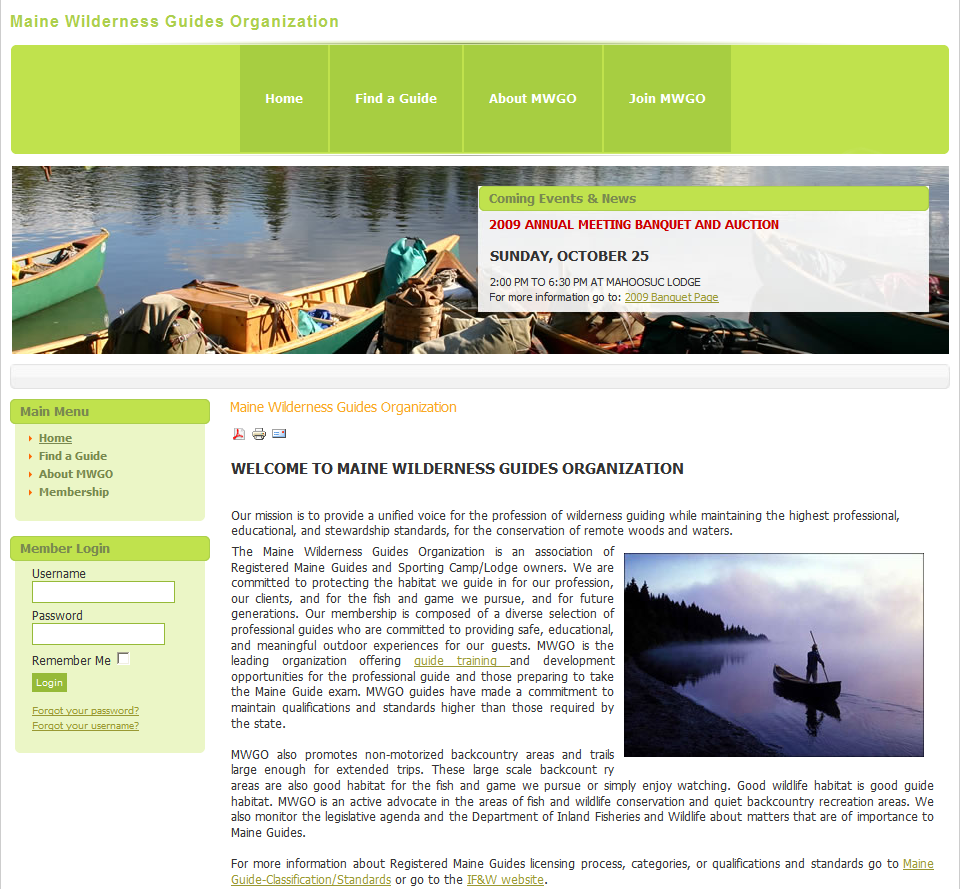 Maine Wilderness Guides Organization
Home
Find a Guide
About MWGO
Join MWGO
Coming Events & News
2009 ANNUAL MEETING BANQUET AND AUCTION
SUNDAY, OCTOBER 25
2:00 PM TO 6:30 PM AT MAHOOSUC LODGE
For more information go to: 2009 Banquet Page
Main Menu
Home
Find a Guide
About MWGO
Membership
Member Login
Username
Password
Remember Me
Login
Forgot your password?
Forgot your username?
Maine Wilderness Guides Organization
WELCOME TO MAINE WILDERNESS GUIDES ORGANIZATION
Our mission is to provide a unified voice for the profession of wilderness guiding while maintaining the highest professional,
educational, and stewardship standards, for the conservation of remote woods and waters.
The Maine Wilderness Guides Organization is an association of
Registered Maine Guides and Sporting Camp/Lodge owners. We are
committed to protecting the habitat we guide in for our profession,
our clients, and for the fish and game we pursue, and for future
generations. Our membership is composed of a diverse selection of
professional guides who are committed to providing safe, educational,
and meaningful outdoor experiences for our guests. MWGO is the
leading organization offering guide training and development
opportunities for the professional guide and those preparing to take
the Maine Guide exam. MWGO guides have made a commitment to
maintain qualifications and standards higher than those required by
the state.
MWGO also promotes non-motorized backcountry areas and trails
large enough for extended trips. These large scale backcount ry
areas are also good habitat for the fish and game we pursue or simply enjoy watching. Good wildlife habitat is good guide
habitat. MWGO is an active advocate in the areas of fish and wildlife conservation and quiet backcountry recreation areas. We
also monitor the legislative agenda and the Department of Inland Fisheries and Wildlife about matters that are of importance to
Maine Guides.
For more information about Registered Maine Guides licensing process, categories, or qualifications and standards go to Maine
Guide-Classification/Standards or go to the IF&W website.